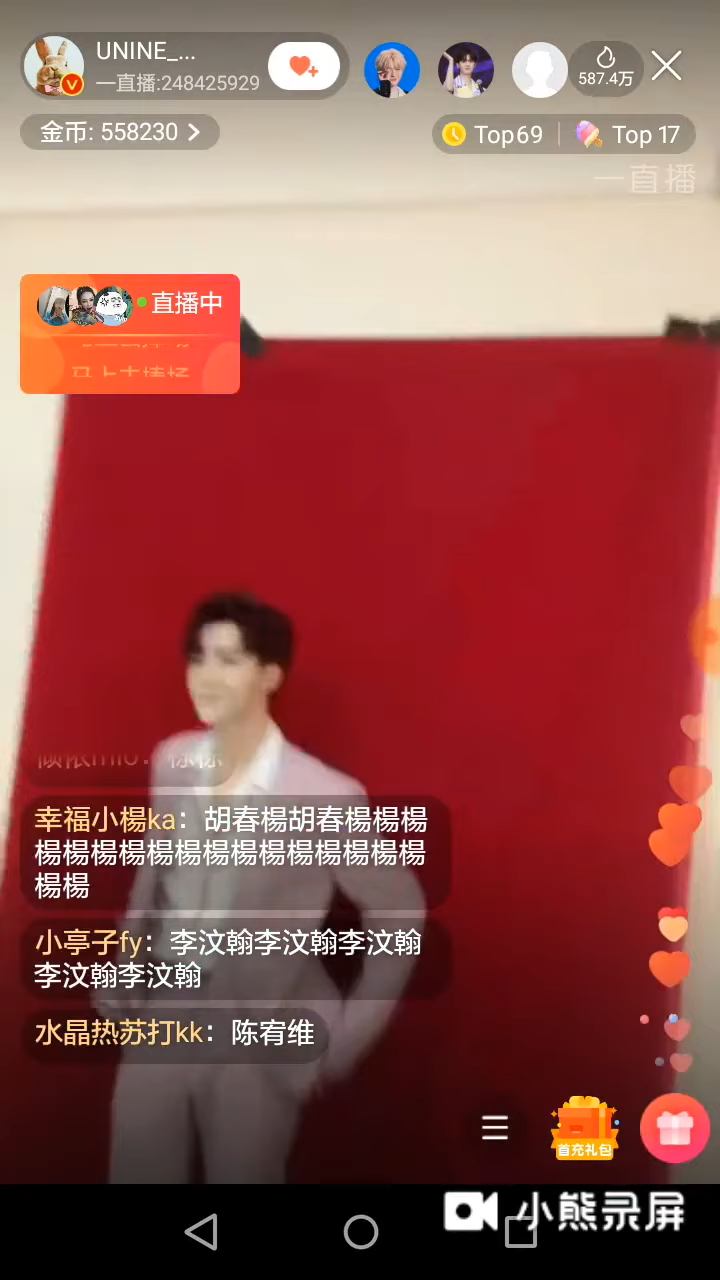 UNINE_...
一直播:248425929
587.4万
金币: 558230
Top69
Top 17
一直播
直播中
幸福小楊ka：胡春楊胡春楊楊楊
楊楊楊楊楊楊楊楊楊楊楊楊楊楊
楊楊
小亭子fy：李汶翰李汶翰李汶翰
李汶翰李汶翰
水晶热苏打kk：陈宥维
首充礼包
小熊录屏